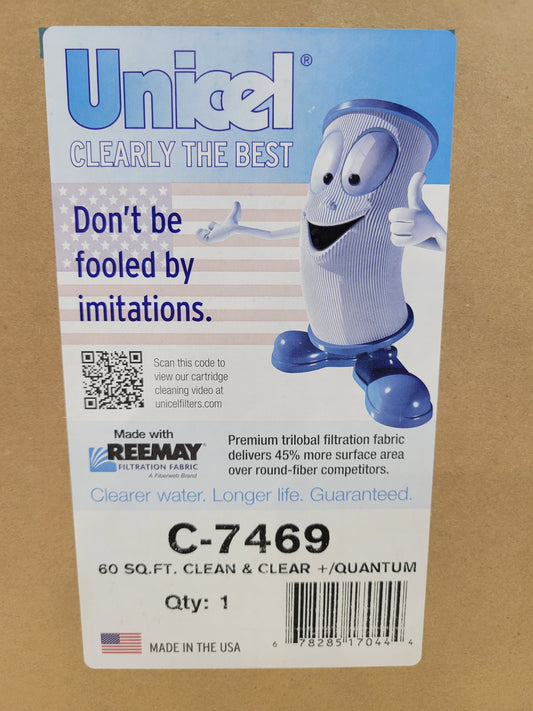 Unicel®
CLEARLY THE BEST
Don't be
fooled by
imitations.
Scan this code to
view our cartridge
cleaning video at
unicelfilters.com
Made with
REEMAY
FILTRATION FABRIC
A Fiberweb Brand
Premium trilobal filtration fabric
delivers 45% more surface area
over round-fiber competitors.
Clearer water. Longer life. Guaranteed.
C-7469
60 SQ.FT. CLEAN & CLEAR +/QUANTUM
Qty: 1
MADE IN THE USA
6 78285 17044 4